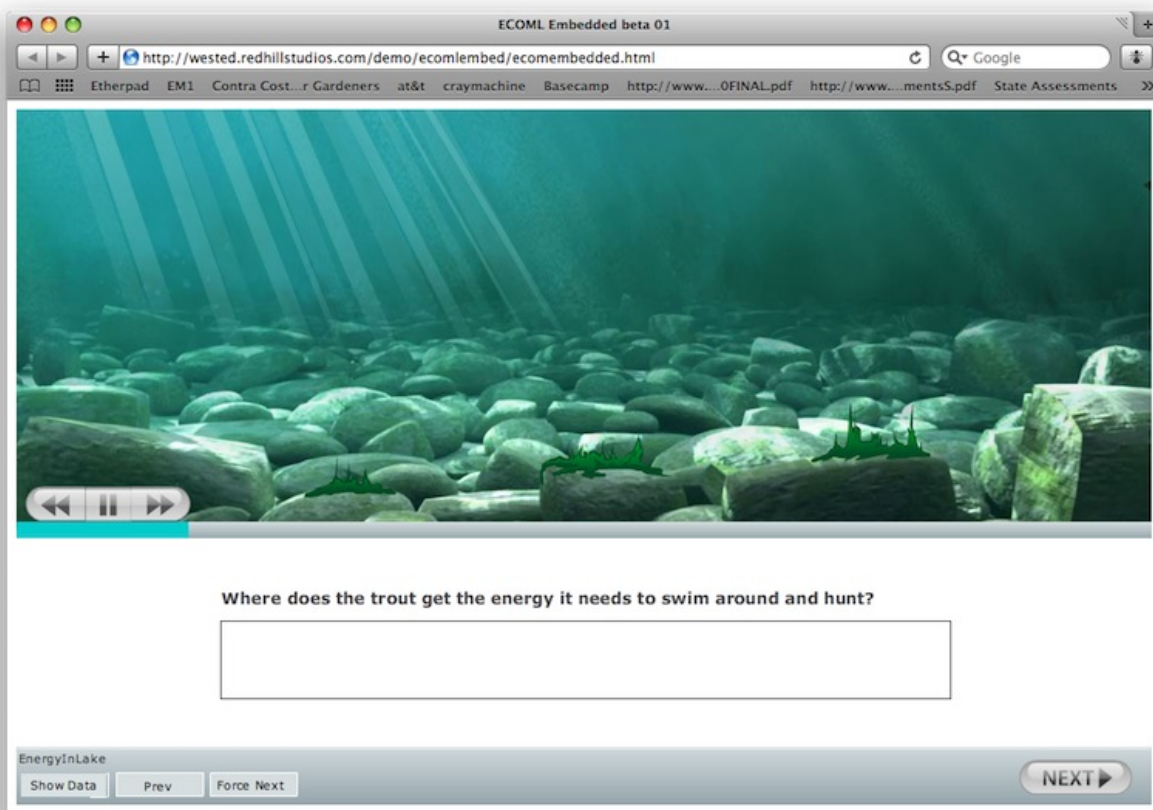 ECOML Embedded beta 01
http://wested.redhillstudios.com/demo/ecomlembed/ecomembedded.html
Google
Etherpad EM1 Contra Cost...r Gardeners at&t craymachine Basecamp http://www....0FINAL.pdf http://www....mentsS.pdf State Assessments
Where does the trout get the energy it needs to swim around and hunt?
EnergyInLake
Show Data Prev Force Next
NEXT